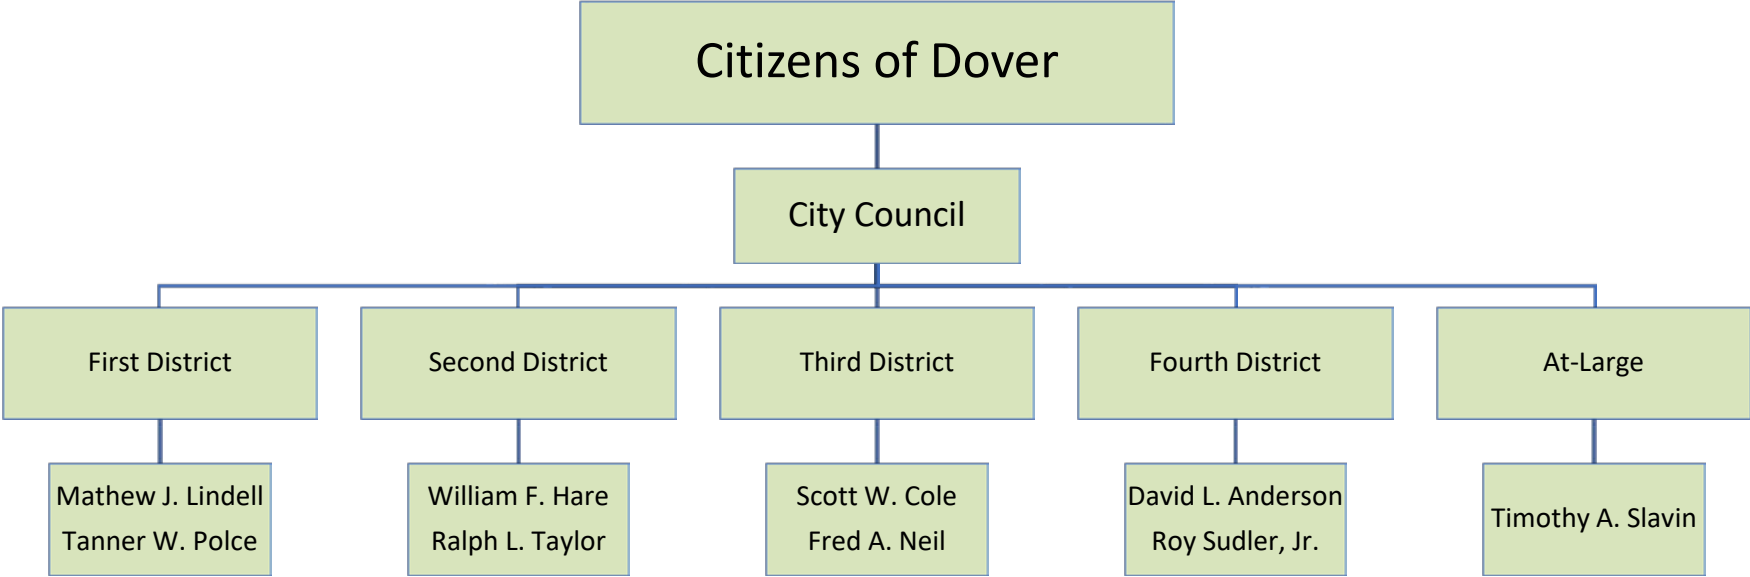 Citizens of Dover
City Council
First District
Second District
Third District
Fourth District
At-Large
Mathew J. Lindell
Tanner W. Polce
William F. Hare
Ralph L. Taylor
Scott W. Cole
Fred A. Neil
David L. Anderson
Roy Sudler, Jr.
Timothy A. Slavin